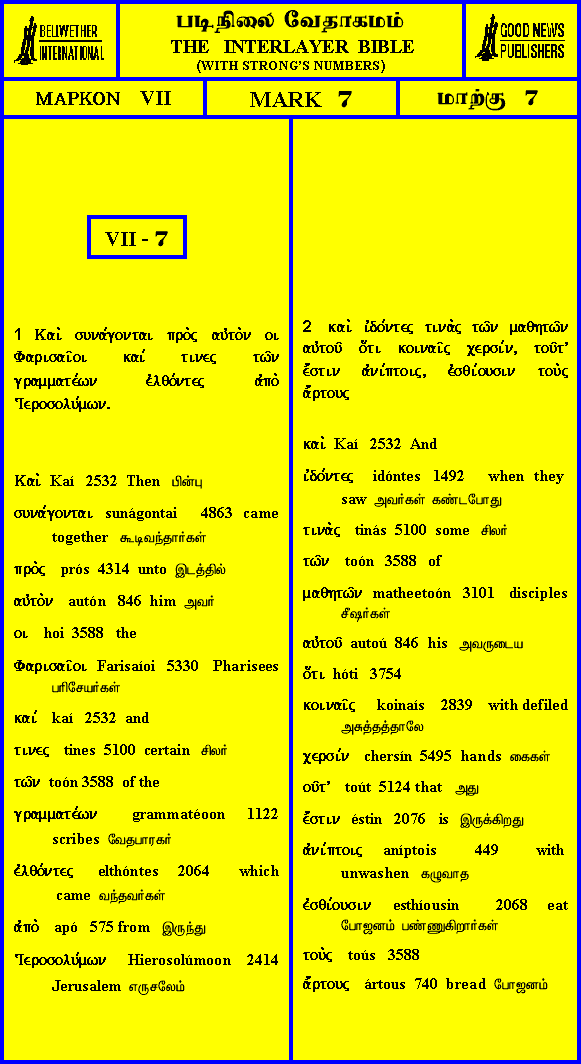 BELLWETHER
INTERNATIONAL
படிநிலை வேதாகமம்
THE INTERLAYER BIBLE
(WITH STRONG'S NUMBERS)
GOOD NEWS
PUBLISHERS
ΜΑΡΚΟΝ VII
MARK 7
மாற்கு 7
VII - 7
1 Καὶ συνάγονται πρὸς αὐτὸν οι
Φαρισαῖοι καί τινες τῶν
γραμματέων ἐλθόντες ἀπὸ
Ἱεροσολύμων.
Καὶ Kaí 2532 Then பின்பு
συνάγονται sunágontai 4863 came
together கூடிவந்தார்கள்
πρὸς prós 4314 unto இடத்தில்
αὐτὸν autón 846 him அவர்
οι hoi 3588 the
Φαρισαῖοι Farisaíoi 5330 Pharisees
பரிசேயர்கள்
καί kaí 2532 and
τινες tines 5100 certain சிலர்
τῶν toón 3588 of the
γραμματέων grammatéoon 1122
scribes வேதபாரகர்
ἐλθόντες elthóntes 2064 which
came வந்தவர்கள்
ἀπὸ apó 575 from இருந்து
Ἱεροσολύμων Hierosolúmoon 2414
Jerusalem எருசலேம்
2 καὶ ἰδόντες τινὰς τῶν μαθητῶν
αὐτοῦ ὅτι κοιναῖς χερσίν, τοῦτ’
ἔστιν ἀνίπτοις, ἐσθίουσιν τοὺς
ἄρτους
καὶ Kaí 2532 And
ἰδόντες idóntes 1492 when they
saw அவர்கள் கண்டபோது
τινὰς tinás 5100 some சிலர்
τῶν toón 3588 of
μαθητῶν matheetoón 3101 disciples
சீஷர்கள்
αὐτοῦ autoú 846 his அவருடைய
ὅτι hóti 3754
κοιναῖς koinaís 2839 with defiled
அசுத்தத்தாலே
χερσίν chersín 5495 hands கைகள்
οῦτ’ toút 5124 that அது
ἔστιν éstin 2076 is இருக்கிறது
ἀνίπτοις aníptois 449 with
unwashen கழுவாத
ἐσθίουσιν esthíousin 2068 eat
போஜனம் பண்ணுகிறார்கள்
τοὺς toús 3588
ἄρτους ártous 740 bread போஜனம்